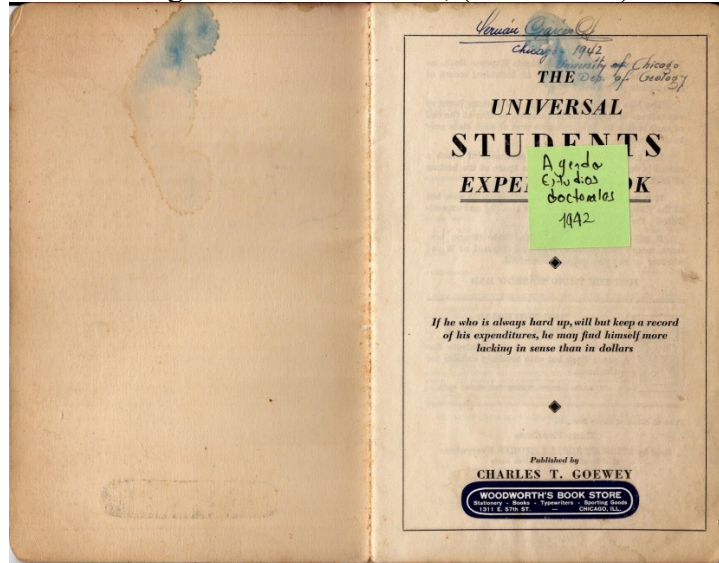 Chicago 1942
University of Chicago
Dep. of Geology
THE
UNIVERSAL
STUDENTS
EXPE OK
Agenda
Estudios
doctorales
1942
If he who is always hard up, will but keep a record
of his expenditures, he may find himself more
lacking in sense than in dollars
Published by
CHARLES T. GOEWEY
WOODWORTH'S BOOK STORE
Stationery - Books - Typewriters - Sporting Goods
1311 E. 57th ST. — CHICAGO, ILL.